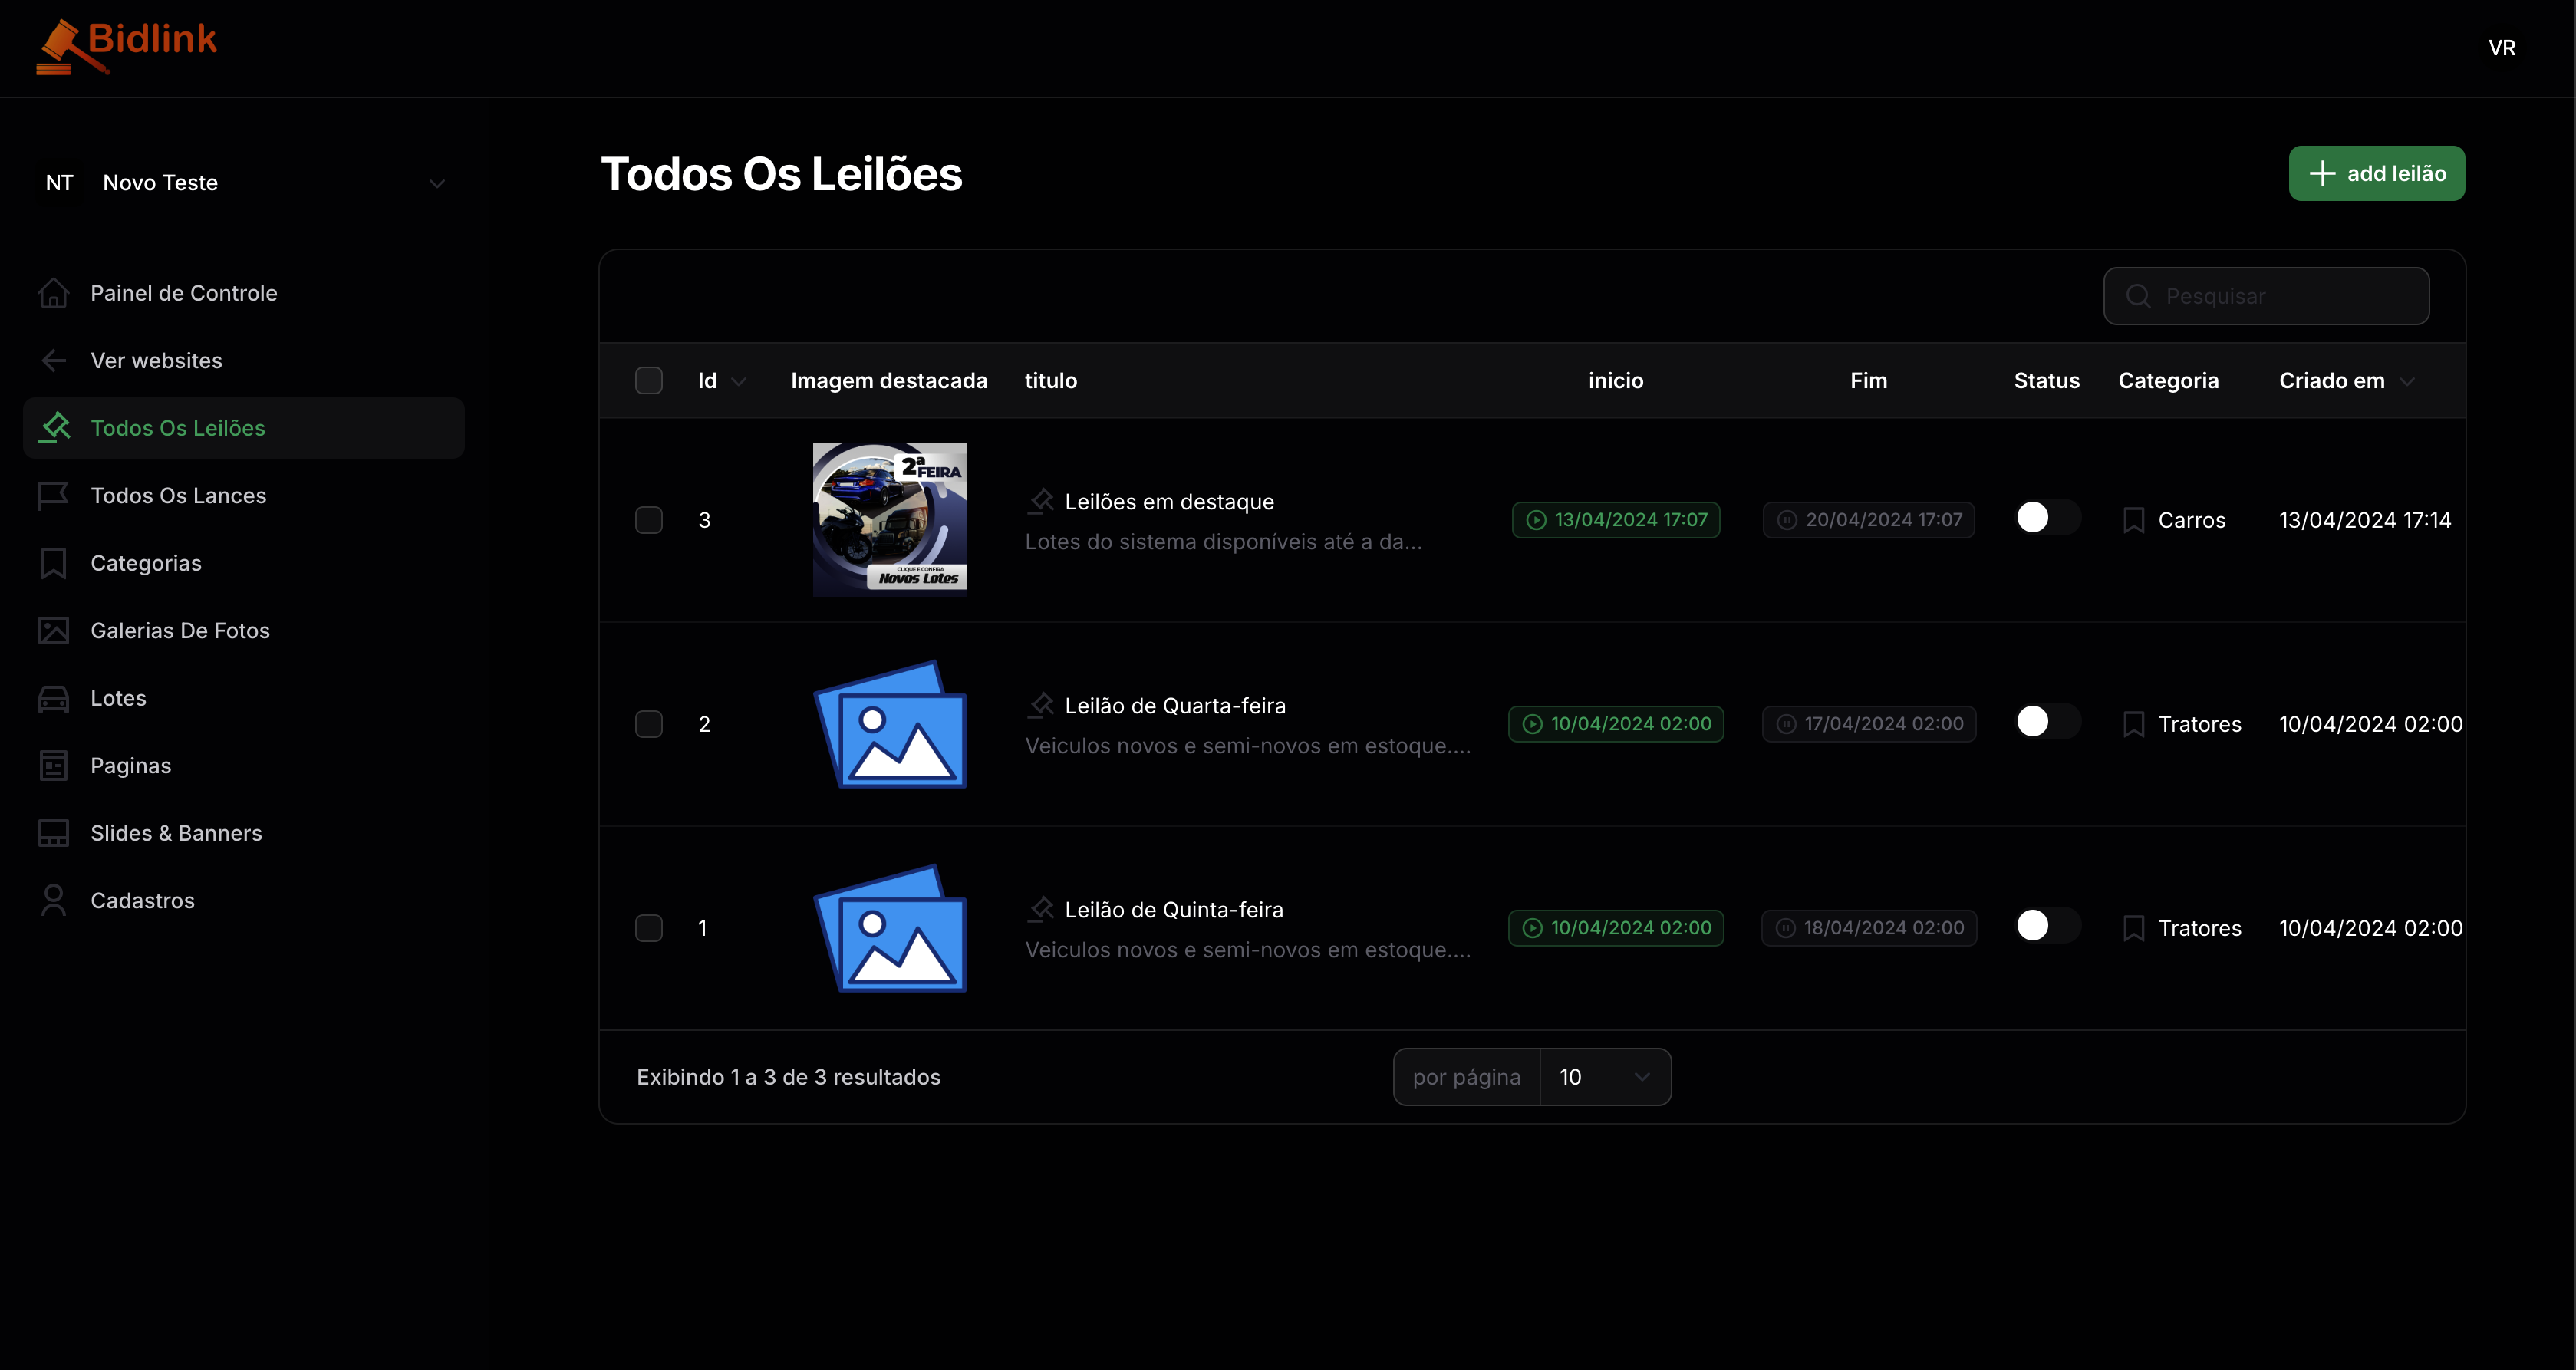 Bidlink
VR
NT Novo Teste
Painel de Controle
Ver websites
Todos Os Leilões
Todos Os Lances
Categorias
Galerias De Fotos
Lotes
Paginas
Slides & Banners
Cadastros
Todos Os Leilões
add leilão
Pesquisar
Id Imagem destacada titulo inicio Fim Status Categoria Criado em
2ª FEIRA
CLIQUE E CONFIRA
Novos Lotes
3 Leilões em destaque 13/04/2024 17:07 20/04/2024 17:07 Carros 13/04/2024 17:14
Lotes do sistema disponíveis até a da...
2 Leilão de Quarta-feira 10/04/2024 02:00 17/04/2024 02:00 Tratores 10/04/2024 02:00
Veiculos novos e semi-novos em estoque....
1 Leilão de Quinta-feira 10/04/2024 02:00 18/04/2024 02:00 Tratores 10/04/2024 02:00
Veiculos novos e semi-novos em estoque....
Exibindo 1 a 3 de 3 resultados
por página 10